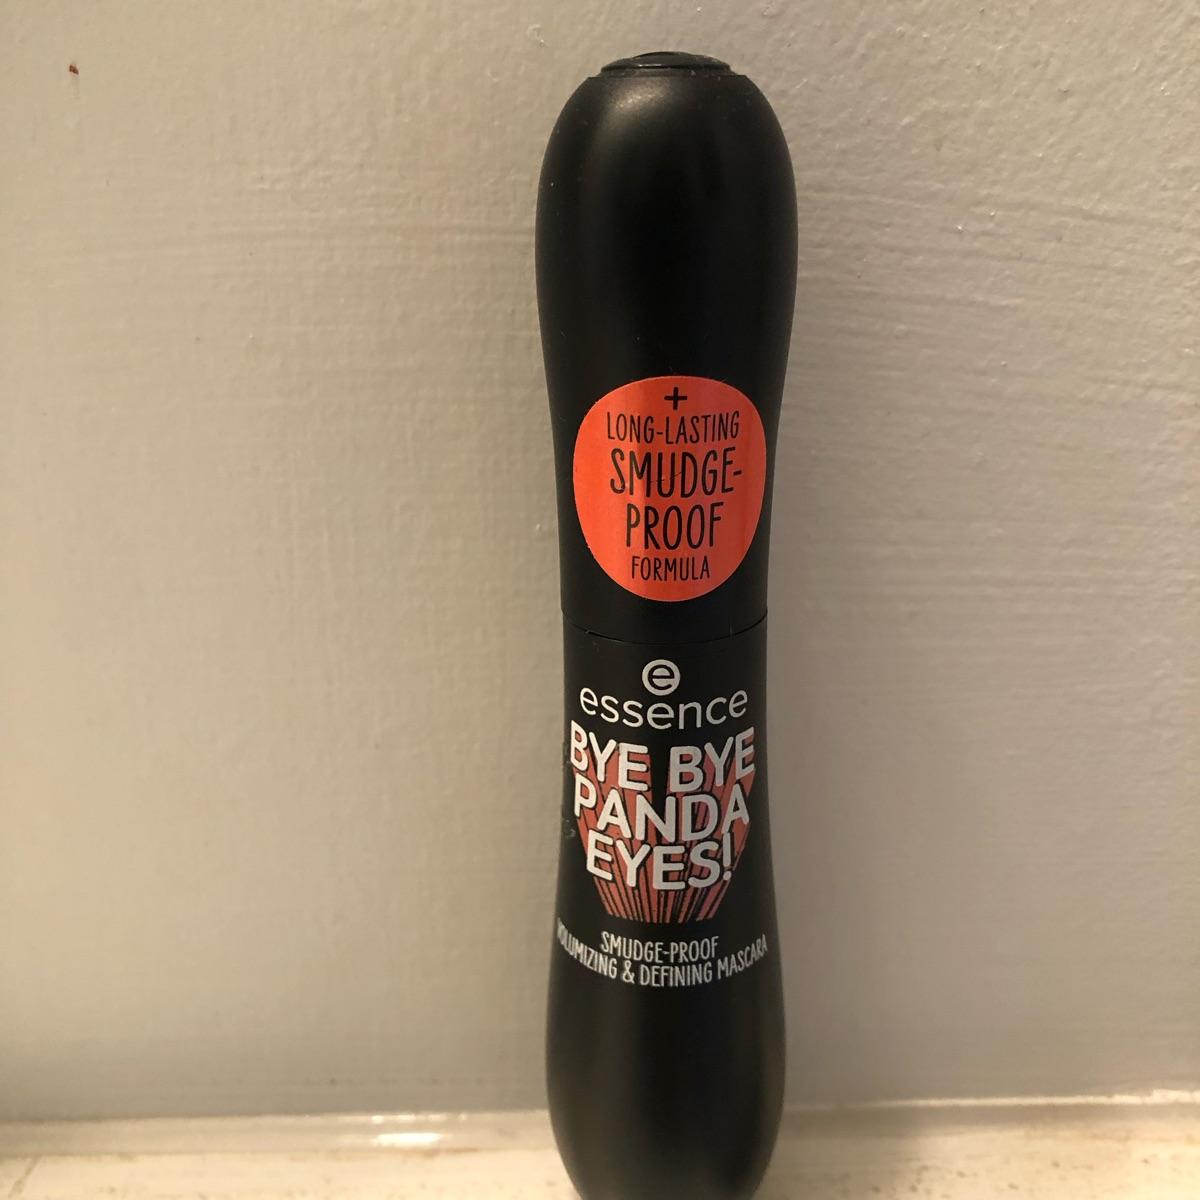 +
LONG-LASTING
SMUDGE-
PROOF
FORMULA
e
essence
BYE BYE
PANDA
EYES!
SMUDGE-PROOF
VOLUMIZING & DEFINING MASCARA